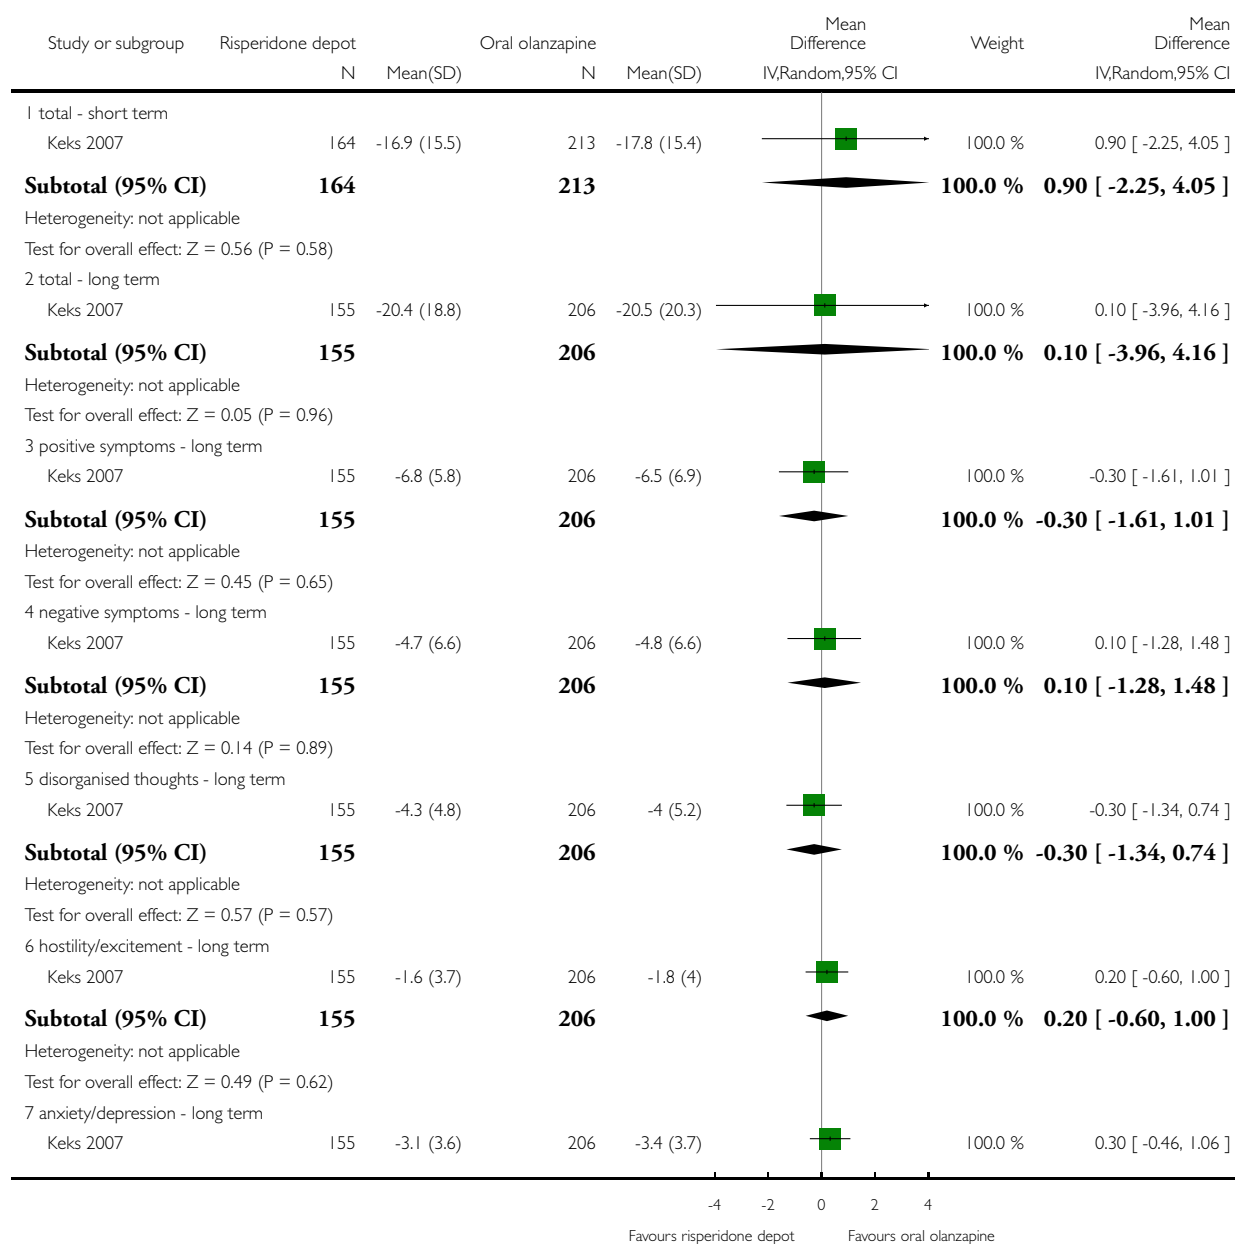 Study or subgroup Risperidone depot Oral olanzapine Mean Difference Weight Mean Difference
N Mean(SD) N Mean(SD) IV,Random,95% CI IV,Random,95% CI
1 total - short term
Keks 2007 164 -16.9 (15.5) 213 -17.8 (15.4) 100.0 % 0.90 [ -2.25, 4.05 ]
Subtotal (95% CI) 164 213 100.0 % 0.90 [ -2.25, 4.05 ]
Heterogeneity: not applicable
Test for overall effect: Z = 0.56 (P = 0.58)
2 total - long term
Keks 2007 155 -20.4 (18.8) 206 -20.5 (20.3) 100.0 % 0.10 [ -3.96, 4.16 ]
Subtotal (95% CI) 155 206 100.0 % 0.10 [ -3.96, 4.16 ]
Heterogeneity: not applicable
Test for overall effect: Z = 0.05 (P = 0.96)
3 positive symptoms - long term
Keks 2007 155 -6.8 (5.8) 206 -6.5 (6.9) 100.0 % -0.30 [ -1.61, 1.01 ]
Subtotal (95% CI) 155 206 100.0 % -0.30 [ -1.61, 1.01 ]
Heterogeneity: not applicable
Test for overall effect: Z = 0.45 (P = 0.65)
4 negative symptoms - long term
Keks 2007 155 -4.7 (6.6) 206 -4.8 (6.6) 100.0 % 0.10 [ -1.28, 1.48 ]
Subtotal (95% CI) 155 206 100.0 % 0.10 [ -1.28, 1.48 ]
Heterogeneity: not applicable
Test for overall effect: Z = 0.14 (P = 0.89)
5 disorganised thoughts - long term
Keks 2007 155 -4.3 (4.8) 206 -4 (5.2) 100.0 % -0.30 [ -1.34, 0.74 ]
Subtotal (95% CI) 155 206 100.0 % -0.30 [ -1.34, 0.74 ]
Heterogeneity: not applicable
Test for overall effect: Z = 0.57 (P = 0.57)
6 hostility/excitement - long term
Keks 2007 155 -1.6 (3.7) 206 -1.8 (4) 100.0 % 0.20 [ -0.60, 1.00 ]
Subtotal (95% CI) 155 206 100.0 % 0.20 [ -0.60, 1.00 ]
Heterogeneity: not applicable
Test for overall effect: Z = 0.49 (P = 0.62)
7 anxiety/depression - long term
Keks 2007 155 -3.1 (3.6) 206 -3.4 (3.7) 100.0 % 0.30 [ -0.46, 1.06 ]
-4 -2 0 2 4
Favours risperidone depot Favours oral olanzapine